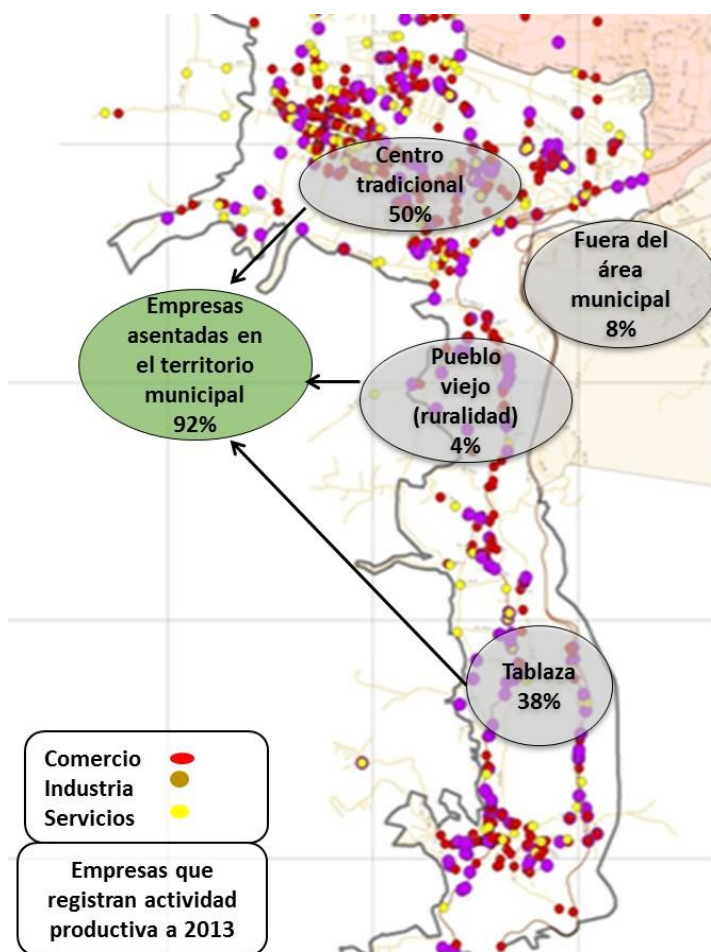 Centro
tradicional
50%
Fuera del
área
municipal
8%
Empresas
asentadas en
el territorio
municipal
92%
Pueblo
viejo
(ruralidad)
4%
Tablaza
38%
Comercio
Industria
Servicios
Empresas que
registran actividad
productiva a 2013